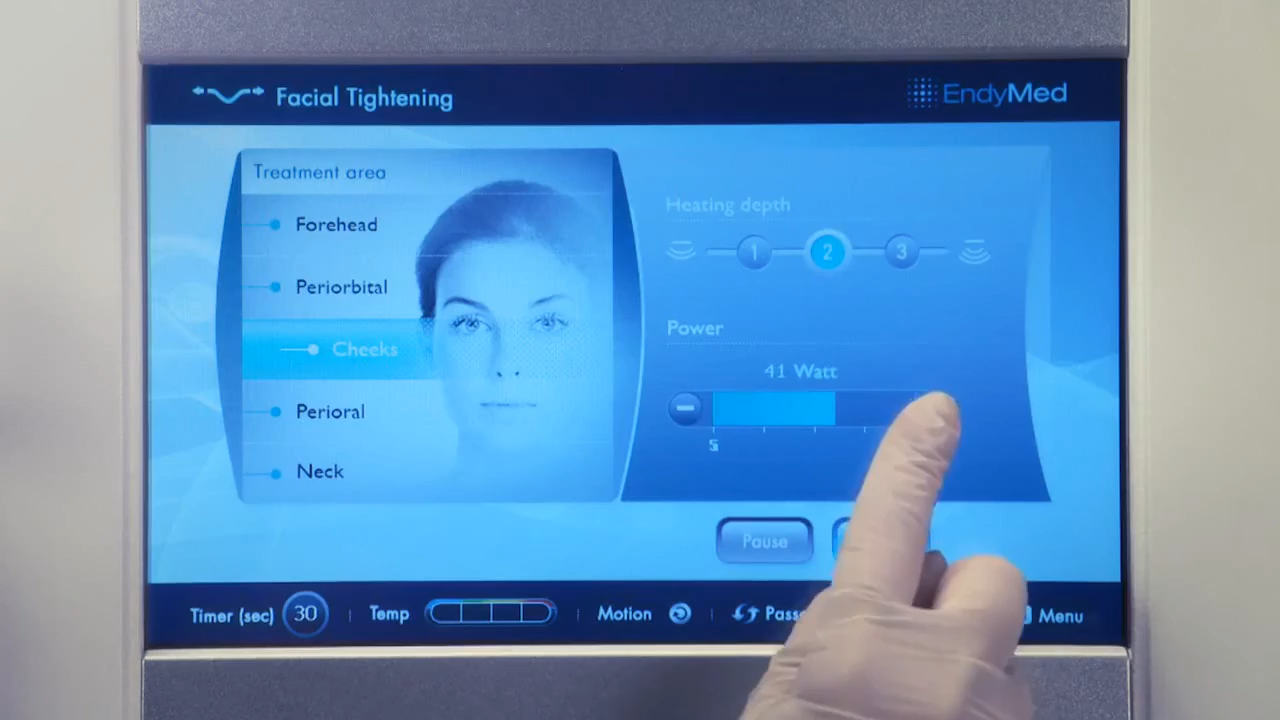 Facial Tightening
EndyMed
Treatment area
Forehead
Periorbital
Cheeks
Perioral
Neck
Heating depth
1 2 3
Power
41 Watt
5
Pause
Timer (sec) 30
Temp
Motion
Menu